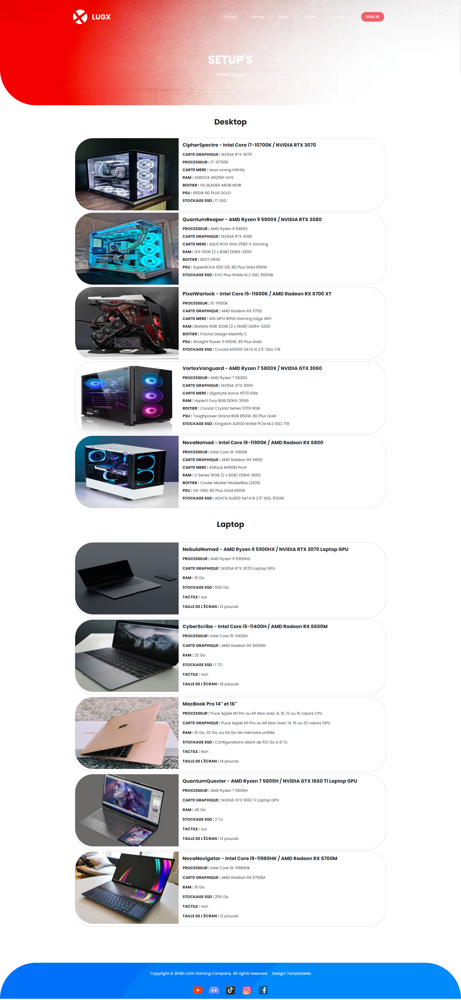 LUGX
Home Games Setup Stream Contact Us SIGN IN
SETUP'S
Home > Setup's
Desktop
CipherSpectre - Intel Core i7-10700K / NVIDIA RTX 3070
CARTE GRAPHIQUE : NVIDIA RTX 3070
PROCESSEUR : i7-10700K
CARTE MERE : asus wrong infinity
RAM : ASROCK A520M-HVS
BOITIER : SG BLADER ARGB NOIR
PSU : 850W 80 PLUS GOLD
STOCKAGE SSD : 1T SSD
QuantumReaper - AMD Ryzen 9 5900X / NVIDIA RTX 3080
PROCESSEUR : AMD Ryzen 9 5900X
CARTE GRAPHIQUE : NVIDIA RTX 3080
CARTE MERE : ASUS ROG Strix Z590-E Gaming
RAM : LPX 16GB (2 x 8GB) DDR4-3200
BOITIER : NZXT H510i
PSU : SuperNOVA 650 G5, 80 Plus Gold 650W
STOCKAGE SSD : EVO Plus NVMe M.2 SSD, 500GB
PixelWarlock - Intel Core i5-11600K / AMD Radeon RX 6700 XT
PROCESSEUR : i5-11600K
CARTE GRAPHIQUE : AMD Radeon RX 6700
CARTE MERE : MSI MPG B550 Gaming Edge WiFi
RAM : Ballistix RGB 32GB (2 x 16GB) DDR4-3200
BOITIER : Fractal Design Meshify C
PSU : Straight Power 11 600W, 80 Plus Gold
STOCKAGE SSD : Crucial MX500 SATA III 2.5" SSD, 1TB
VortexVanguard - AMD Ryzen 7 5800X / NVIDIA GTX 3060
PROCESSEUR : AMD Ryzen 7 5800X
CARTE GRAPHIQUE : NVIDIA GTX 3060
CARTE MERE : Gigabyte Aorus X570 Elite
RAM : HyperX Fury 8GB DDR4-2666
BOITIER : Corsair Crystal Series 570X RGB
PSU : Toughpower Grand RGB 850W, 80 Plus Gold
STOCKAGE SSD : Kingston A2000 NVMe PCIe M.2 SSD, 1TB
NovaNomad - Intel Core i9-11900K / AMD Radeon RX 6800
PROCESSEUR : Intel Core i9-11900K
CARTE GRAPHIQUE : AMD Radeon RX 6800
CARTE MERE : ASRock B450M Pro4
RAM : V Series 16GB (2 x 8GB) DDR4-3600
BOITIER : Cooler Master MasterBox Q300L
PSU : GX-650, 80 Plus Gold 650W
STOCKAGE SSD : ADATA SU800 SATA III 2.5" SSD, 512GB
Laptop
NebulaNomad - AMD Ryzen 9 5900HX / NVIDIA RTX 3070 Laptop GPU
PROCESSEUR : AMD Ryzen 9 5900HX
CARTE GRAPHIQUE : NVIDIA RTX 3070 Laptop GPU
RAM : 16 Go
STOCKAGE SSD : 500 Go
TACTILE : oui
TAILLE DE L'ÉCRAN : 12 pouces
CyberScribe - Intel Core i5-11400H / AMD Radeon RX 6600M
PROCESSEUR : Intel Core i5-11400H
CARTE GRAPHIQUE : AMD Radeon RX 6600M
RAM : 32 Go
STOCKAGE SSD : 1 TO
TACTILE : non
TAILLE DE L'ÉCRAN : 16 pouces
MacBook Pro 14″ et 16″
PROCESSEUR : Puce Apple M1 Pro ou M1 Max avec 8, 10, 12 ou 16 cœurs CPU
CARTE GRAPHIQUE : Puce Apple M1 Pro ou M1 Max avec 14, 16 ou 32 cœurs GPU
RAM : 16 Go, 32 Go, ou 64 Go de mémoire unifiée
STOCKAGE SSD : Configurations allant de 512 Go à 8 To
TACTILE : Non
TAILLE DE L'ÉCRAN : 14 pouces
QuantumQuester - AMD Ryzen 7 5800H / NVIDIA GTX 1660 Ti Laptop GPU
PROCESSEUR : AMD Ryzen 7 5800H
CARTE GRAPHIQUE : NVIDIA GTX 1660 Ti Laptop GPU
RAM : 48 Go
STOCKAGE SSD : 2 To
TACTILE : oui
TAILLE DE L'ÉCRAN : 12 pouces
NovaNavigator - Intel Core i9-11980HK / AMD Radeon RX 6700M
PROCESSEUR : Intel Core i9-11980HK
CARTE GRAPHIQUE : AMD Radeon RX 6700M
RAM : 16 Go
STOCKAGE SSD : 256 Go
TACTILE : non
TAILLE DE L'ÉCRAN : 12 pouces
Copyright © 2048 LUGX Gaming Company. All rights reserved. Design: TemplateMo